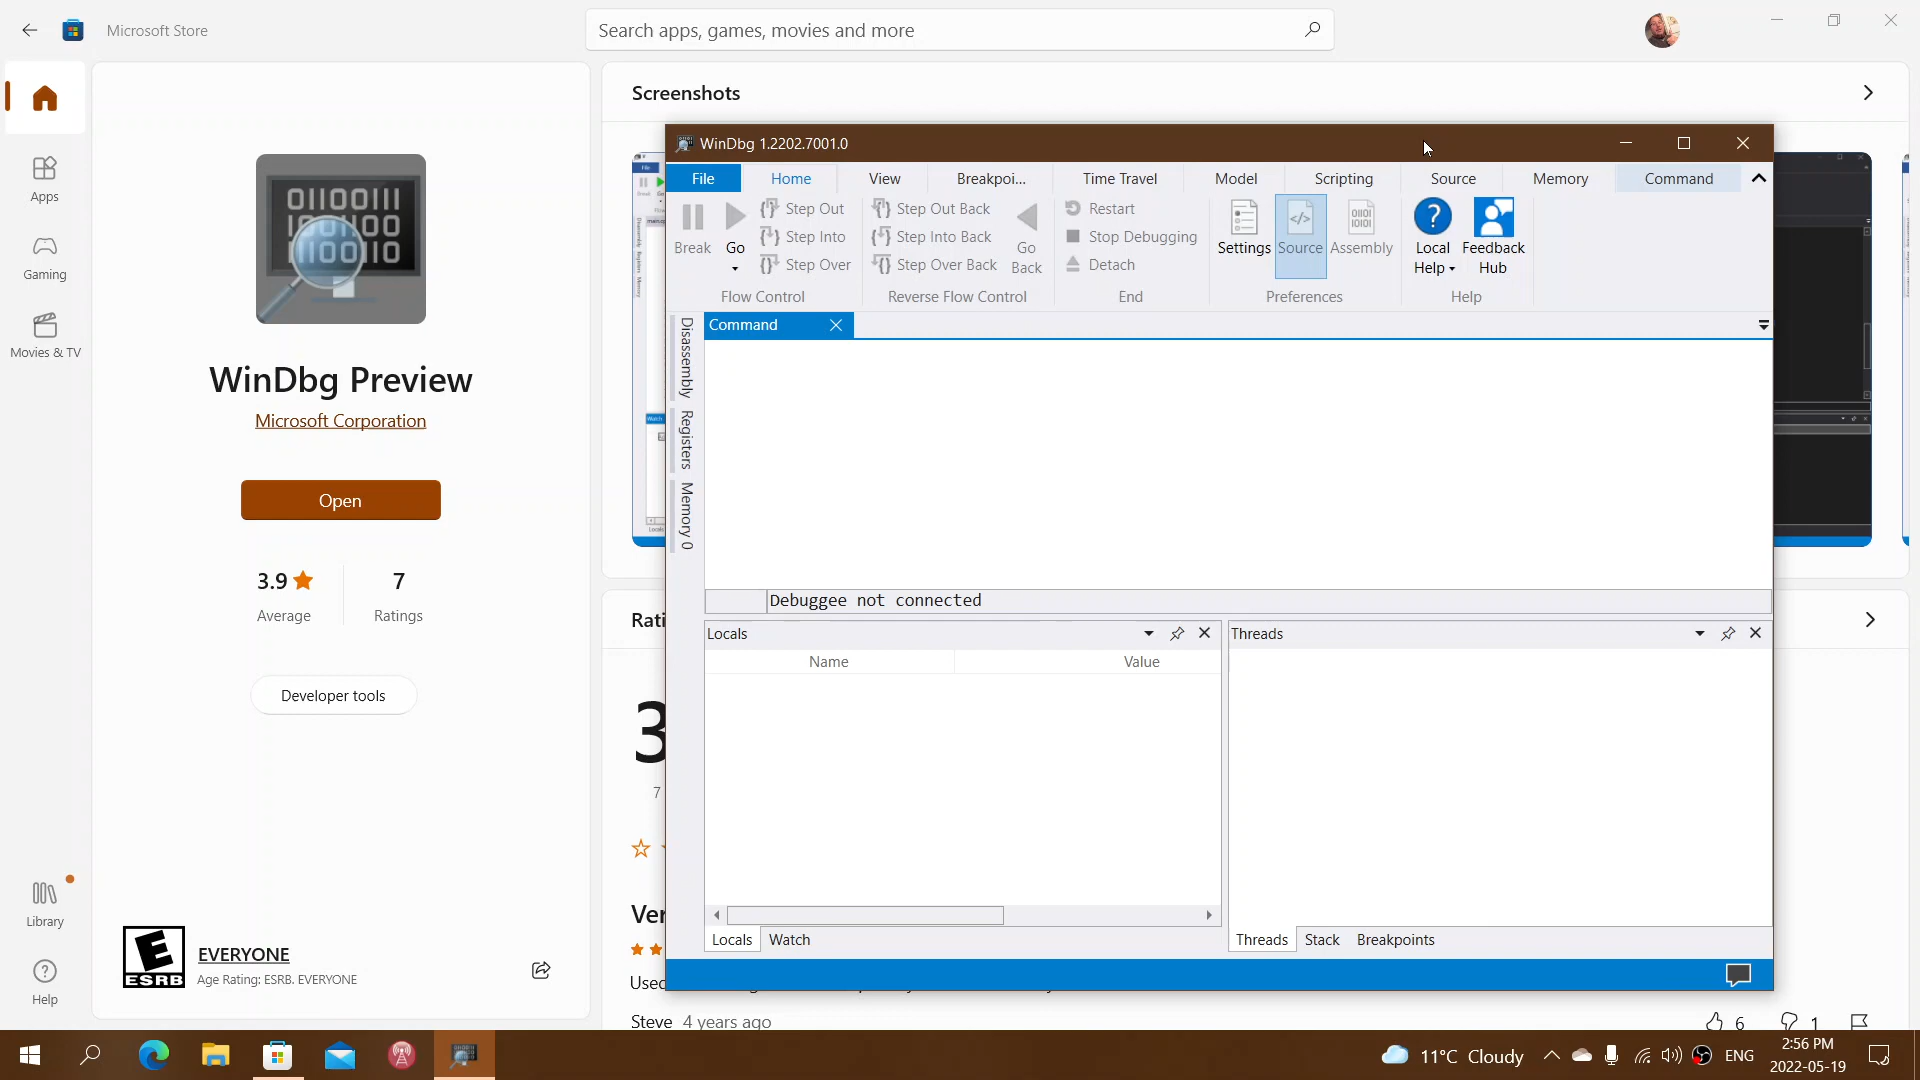 Microsoft Store
Search apps, games, movies and more
Apps
Gaming
Movies & TV
Library
Help
01100111
11100110
WinDbg Preview
Microsoft Corporation
Open
3.9
Average
7
Ratings
Developer tools
E
ESRB
EVERYONE
Age Rating: ESRB. EVERYONE
Screenshots
WinDbg 1.2202.7001.0
File
Home
View
Breakpoi...
Time Travel
Model
Scripting
Source
Memory
Command
Break
Go
Step Out
Step Into
Step Over
Flow Control
Step Out Back
Step Into Back
Step Over Back
Go
Back
Reverse Flow Control
Restart
Stop Debugging
Detach
End
Settings
Source
Assembly
Preferences
Local
Help
Feedback
Hub
Help
Disassembly
Registers
Memory 0
Command
Debuggee not connected
Locals
Name
Value
Locals
Watch
Threads
Threads
Stack
Breakpoints
Rati
3
7
Ver
Used
Steve 4 years ago
6
1
11°C Cloudy
ENG
2:56 PM
2022-05-19